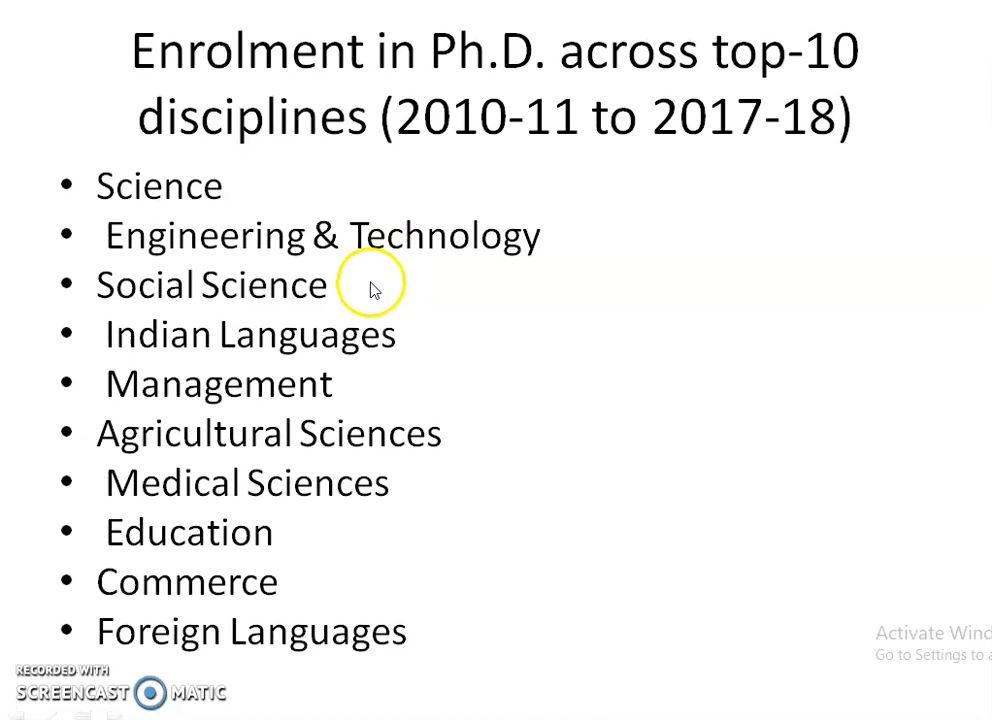 Enrolment in Ph.D. across top-10
disciplines (2010-11 to 2017-18)
• Science
• Engineering & Technology
• Social Science
• Indian Languages
• Management
• Agricultural Sciences
• Medical Sciences
• Education
• Commerce
• Foreign Languages
Activate Wind
Go to Settings to a
RECORDED WITH
SCREENCAST MATIC